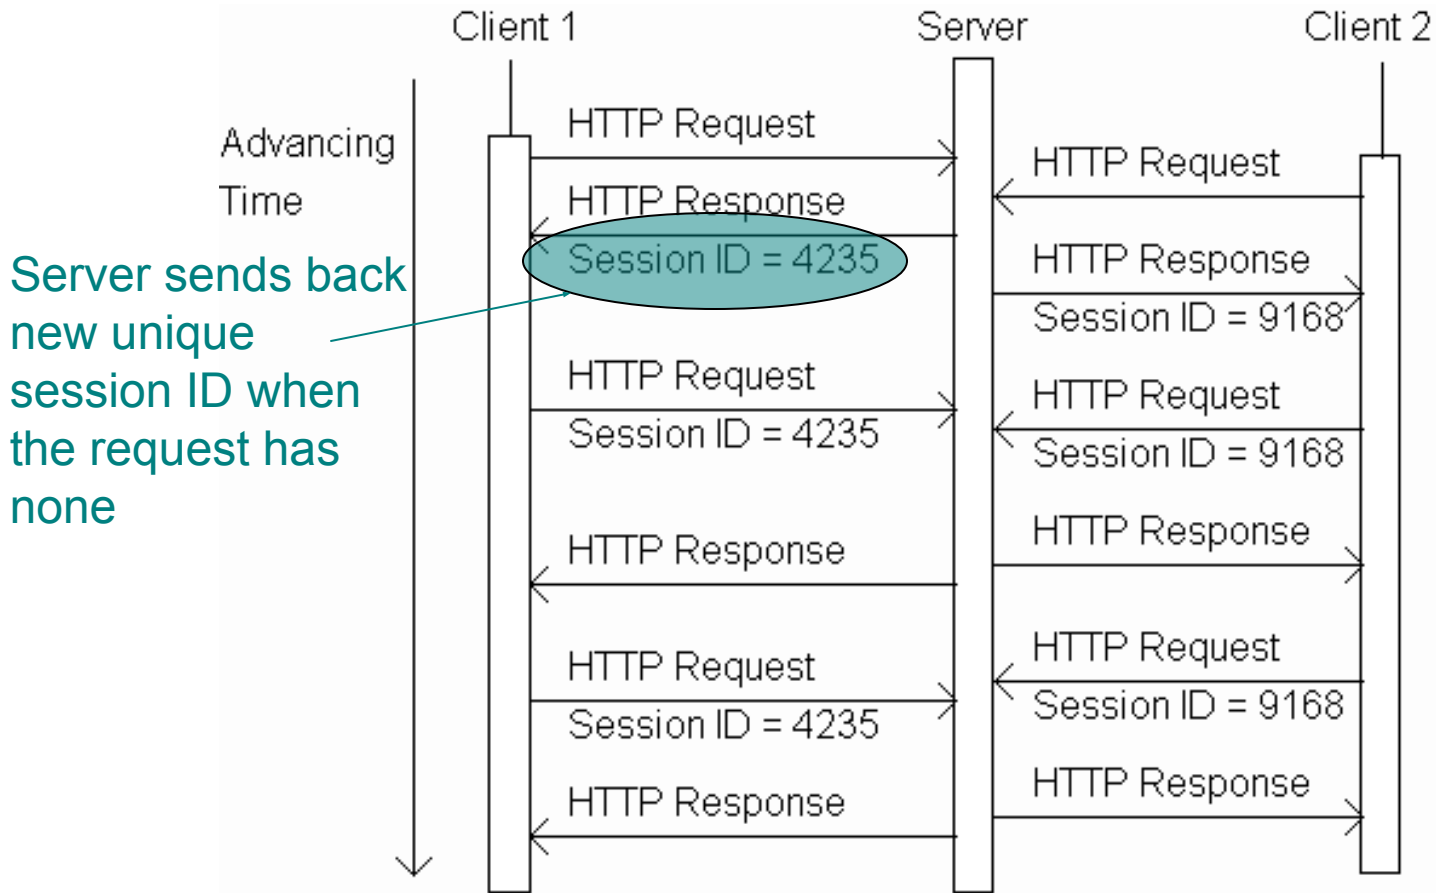 Client 1
Server
Client 2
Advancing
Time
Server sends back
new unique
session ID when
the request has
none
HTTP Request
HTTP Response
Session ID = 4235
HTTP Request
Session ID = 4235
HTTP Response
HTTP Request
Session ID = 4235
HTTP Response
HTTP Request
HTTP Response
Session ID = 9168
HTTP Request
Session ID = 9168
HTTP Response
HTTP Request
Session ID = 9168
HTTP Response